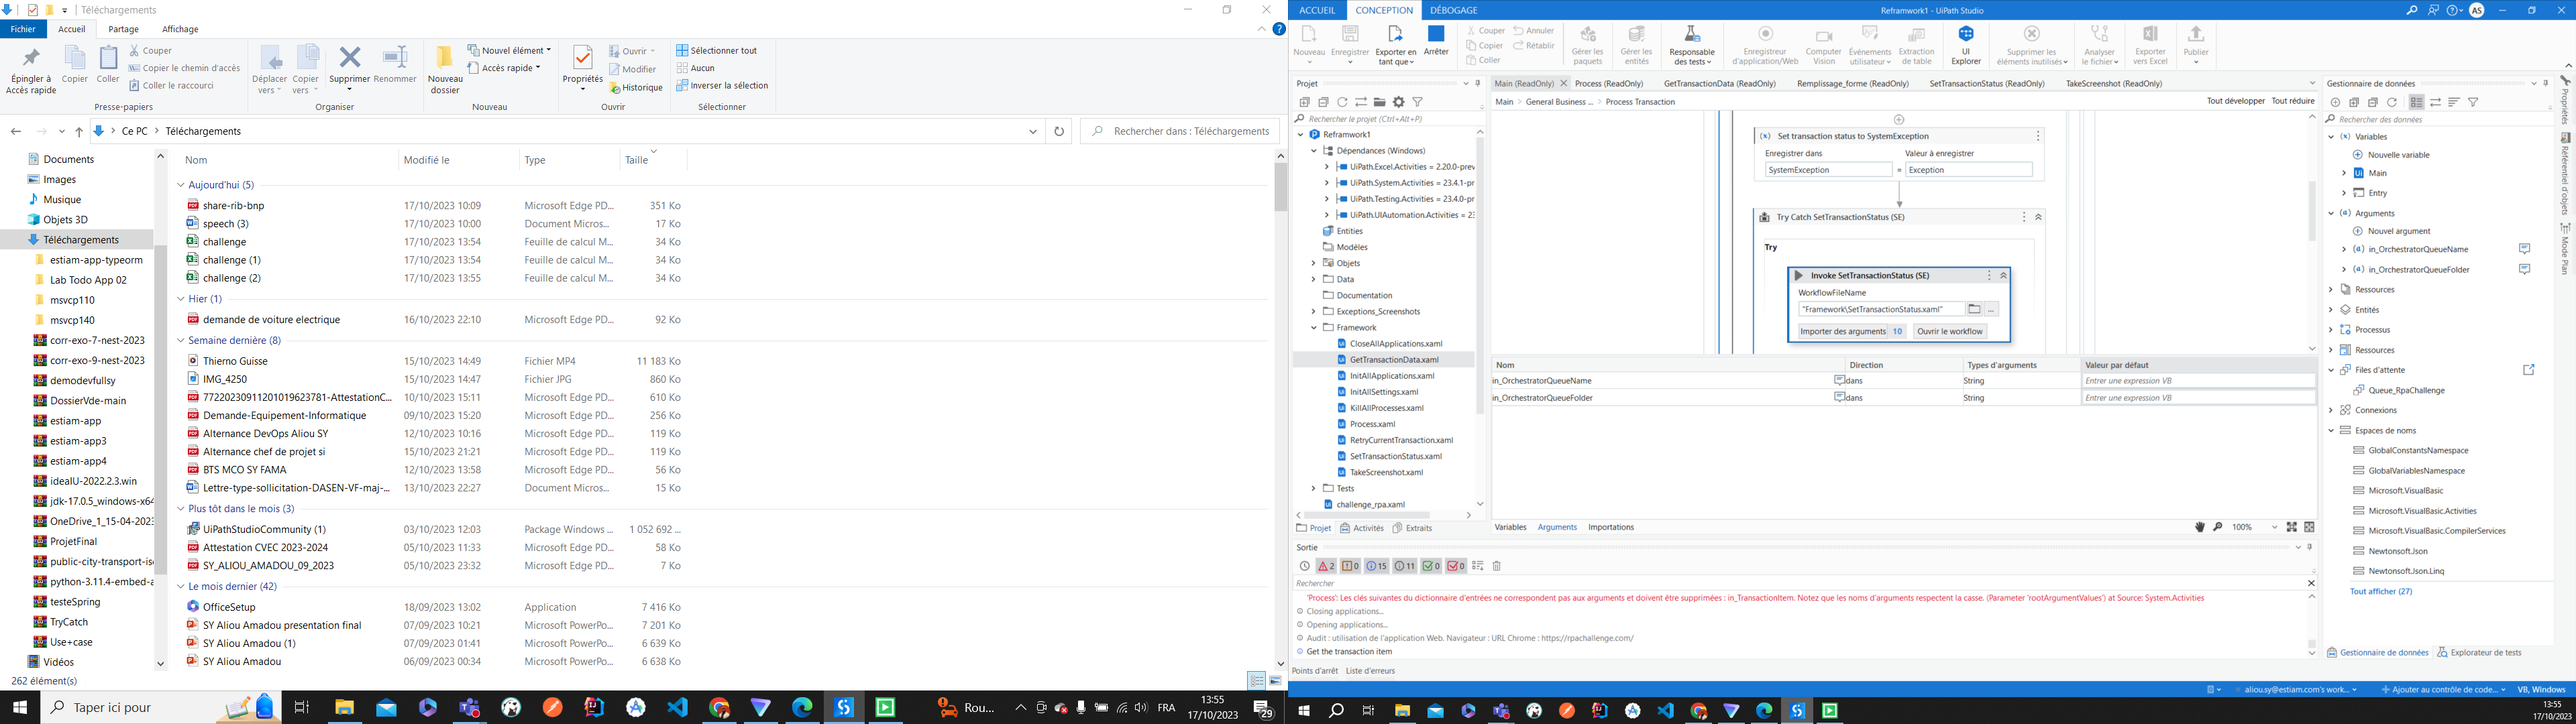 Téléchargements
Fichier Accueil Partage Affichage
Épingler à Accès rapide
Copier
Coller
Couper
Copier le chemin d'accès
Coller le raccourci
Presse-papiers
Déplacer vers
Copier vers
Supprimer
Renommer
Organiser
Nouveau dossier
Nouvel élément
Accès rapide
Nouveau
Propriétés
Ouvrir
Modifier
Historique
Ouvrir
Sélectionner tout
Aucun
Inverser la sélection
Sélectionner
Ce PC > Téléchargements
Rechercher dans : Téléchargements
Documents
Images
Musique
Objets 3D
Téléchargements
estiam-app-typeorm
Lab Todo App 02
msvcp110
msvcp140
corr-exo-7-nest-2023
corr-exo-9-nest-2023
demodevfullsy
DossierVde-main
estiam-app
estiam-app3
estiam-app4
ideaIU-2022.2.3.win
jdk-17.0.5_windows-x64
OneDrive_1_15-04-2023
ProjetFinal
public-city-transport-is
python-3.11.4-embed-a
testeSpring
TryCatch
Use+case
Vidéos
Nom Modifié le Type Taille
Aujourd'hui (5)
share-rib-bnp 17/10/2023 10:09 Microsoft Edge PD... 351 Ko
speech (3) 17/10/2023 10:00 Document Micros... 17 Ko
challenge 17/10/2023 13:54 Feuille de calcul M... 34 Ko
challenge (1) 17/10/2023 13:54 Feuille de calcul M... 34 Ko
challenge (2) 17/10/2023 13:55 Feuille de calcul M... 34 Ko
Hier (1)
demande de voiture electrique 16/10/2023 22:10 Microsoft Edge PD... 92 Ko
Semaine dernière (8)
Thierno Guisse 15/10/2023 14:49 Fichier MP4 11 183 Ko
IMG_4250 15/10/2023 14:47 Fichier JPG 860 Ko
77220230911201019623781-AttestationC... 10/10/2023 15:11 Microsoft Edge PD... 610 Ko
Demande-Equipement-Informatique 09/10/2023 15:20 Microsoft Edge PD... 256 Ko
Alternance DevOps Aliou SY 12/10/2023 10:16 Microsoft Edge PD... 119 Ko
Alternance chef de projet si 15/10/2023 21:21 Microsoft Edge PD... 119 Ko
BTS MCO SY FAMA 12/10/2023 13:58 Microsoft Edge PD... 56 Ko
Lettre-type-sollicitation-DASEN-VF-maj-... 13/10/2023 22:27 Document Micros... 15 Ko
Plus tôt dans le mois (3)
UiPathStudioCommunity (1) 03/10/2023 12:03 Package Windows ... 1 052 692 ...
Attestation CVEC 2023-2024 05/10/2023 11:33 Microsoft Edge PD... 58 Ko
SY_ALIOU_AMADOU_09_2023 05/10/2023 23:32 Microsoft Edge PD... 7 Ko
Le mois dernier (42)
OfficeSetup 18/09/2023 13:02 Application 7 416 Ko
SY Aliou Amadou presentation final 07/09/2023 10:21 Microsoft PowerPo... 7 201 Ko
SY Aliou Amadou (1) 07/09/2023 01:41 Microsoft PowerPo... 6 639 Ko
SY Aliou Amadou 06/09/2023 00:34 Microsoft PowerPo... 6 638 Ko
262 élément(s)
Taper ici pour
Rou...
FRA
13:55
17/10/2023
29
ACCUEIL CONCEPTION DÉBOGAGE
Reframwork1 - UiPath Studio
AS
Nouveau
Enregistrer
Exporter en tant que
Arrêter
Couper
Copier
Coller
Annuler
Rétablir
Gérer les paquets
Gérer les entités
Responsable des tests
Enregistreur d'application/Web
Computer Vision
Événements utilisateur
Extraction de table
UI Explorer
Supprimer les éléments inutilisés
Analyser le fichier
Exporter vers Excel
Publier
Projet
Rechercher le projet (Ctrl+Alt+P)
Reframwork1
Dépendances (Windows)
UiPath.Excel.Activities = 2.20.0-prev
UiPath.System.Activities = 23.4.1-pr
UiPath.Testing.Activities = 23.4.0-pr
UiPath.UIAutomation.Activities = 23
Entities
Modèles
Objets
Data
Documentation
Exceptions_Screenshots
Framework
CloseAllApplications.xaml
GetTransactionData.xaml
InitAllApplications.xaml
InitAllSettings.xaml
KillAllProcesses.xaml
Process.xaml
RetryCurrentTransaction.xaml
SetTransactionStatus.xaml
TakeScreenshot.xaml
Tests
challenge_rpa.xaml
Projet Activités Extraits
Main (ReadOnly) Process (ReadOnly) GetTransactionData (ReadOnly) Remplissage_forme (ReadOnly) SetTransactionStatus (ReadOnly) TakeScreenshot (ReadOnly)
Main > General Business ... > Process Transaction
Tout développer Tout réduire
Set transaction status to SystemException
Enregistrer dans Valeur à enregistrer
SystemException = Exception
Try Catch SetTransactionStatus (SE)
Try
Invoke SetTransactionStatus (SE)
WorkflowFileName
"Framework\SetTransactionStatus.xaml"
Importer des arguments 10 Ouvrir le workflow
Nom Direction Types d'arguments Valeur par défaut
in_OrchestratorQueueName dans String Entrer une expression VB
in_OrchestratorQueueFolder dans String Entrer une expression VB
Variables Arguments Importations
100%
Sortie
2 0 15 11 0 0
Rechercher
'Process': Les clés suivantes du dictionnaire d'entrées ne correspondent pas aux arguments et doivent être supprimées : in_TransactionItem. Notez que les noms d'arguments respectent la casse. (Parameter 'rootArgumentValues') at Source: System.Activities
Closing applications...
Opening applications...
Audit : utilisation de l'application Web. Navigateur : URL Chrome : https://rpachallenge.com/
Get the transaction item
Points d'arrêt Liste d'erreurs
Gestionnaire de données
Rechercher des données
Variables
Nouvelle variable
Main
Entry
Arguments
Nouvel argument
in_OrchestratorQueueName
in_OrchestratorQueueFolder
Ressources
Entités
Processus
Ressources
Files d'attente
Queue_RpaChallenge
Connexions
Espaces de noms
GlobalConstantsNamespace
GlobalVariablesNamespace
Microsoft.VisualBasic
Microsoft.VisualBasic.Activities
Microsoft.VisualBasic.CompilerServices
Newtonsoft.Json
Newtonsoft.Json.Linq
Tout afficher (27)
Gestionnaire de données Explorateur de tests
Propriétés
Référentiel d'objets
Mode Plan
aliou.sy@estiam.com's work...
Ajouter au contrôle de code...
VB, Windows
13:55
17/10/2023